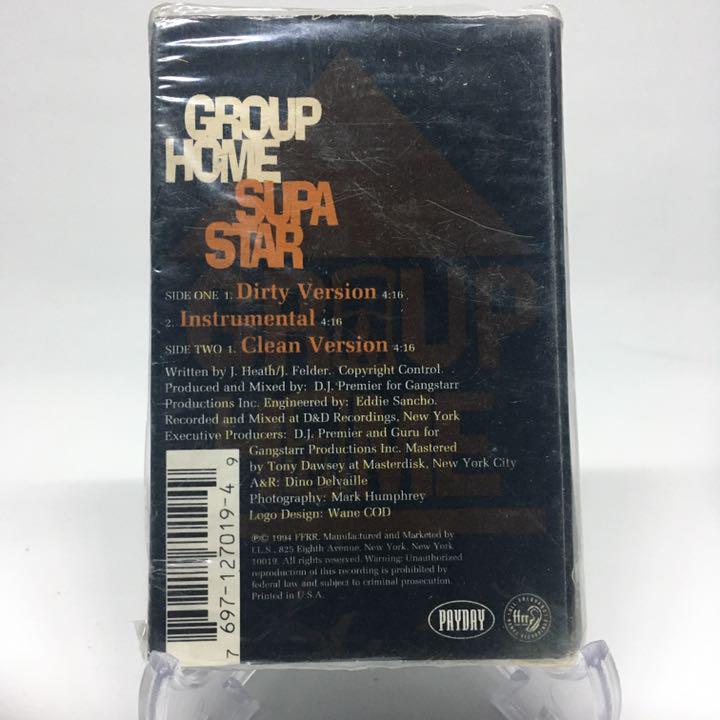 GROUP
HOME
SUPA
STAR
SIDE ONE 1. Dirty Version 4:16
2. Instrumental 4:16
SIDE TWO 1. Clean Version 4:16
Written by J. Heath/J. Felder. Copyright Control.
Produced and Mixed by: D.J. Premier for Gangstarr
Productions Inc. Engineered by: Eddie Sancho.
Recorded and Mixed at D&D Recordings, New York
Executive Producers: D.J. Premier and Guru for
Gangstarr Productions Inc. Mastered
by Tony Dawsey at Masterdisk, New York City
A&R: Dino Delvaille
Photography: Mark Humphrey
Logo Design: Wane COD
℗© 1994 FFRR. Manufactured and Marketed by
I.L.S., 825 Eighth Avenue, New York, New York
10019. All rights reserved. Warning: Unauthorized
reproduction of this recording is prohibited by
federal law and subject to criminal prosecution.
Printed in U.S.A.
7 697-127019-4 9
PAYDAY
ffrr
GROUP
HOME